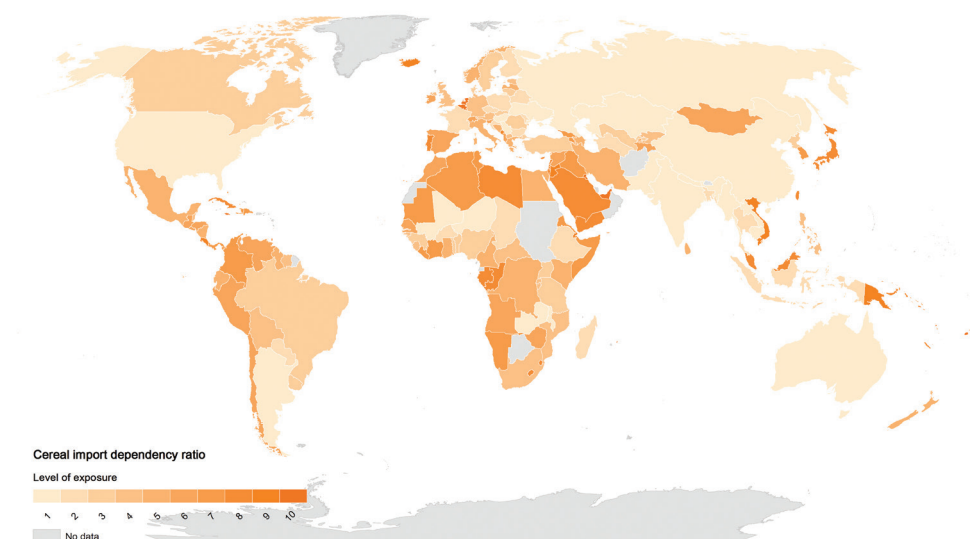 Cereal import dependency ratio
Level of exposure
1 2 3 4 5 6 7 8 9 10
No data